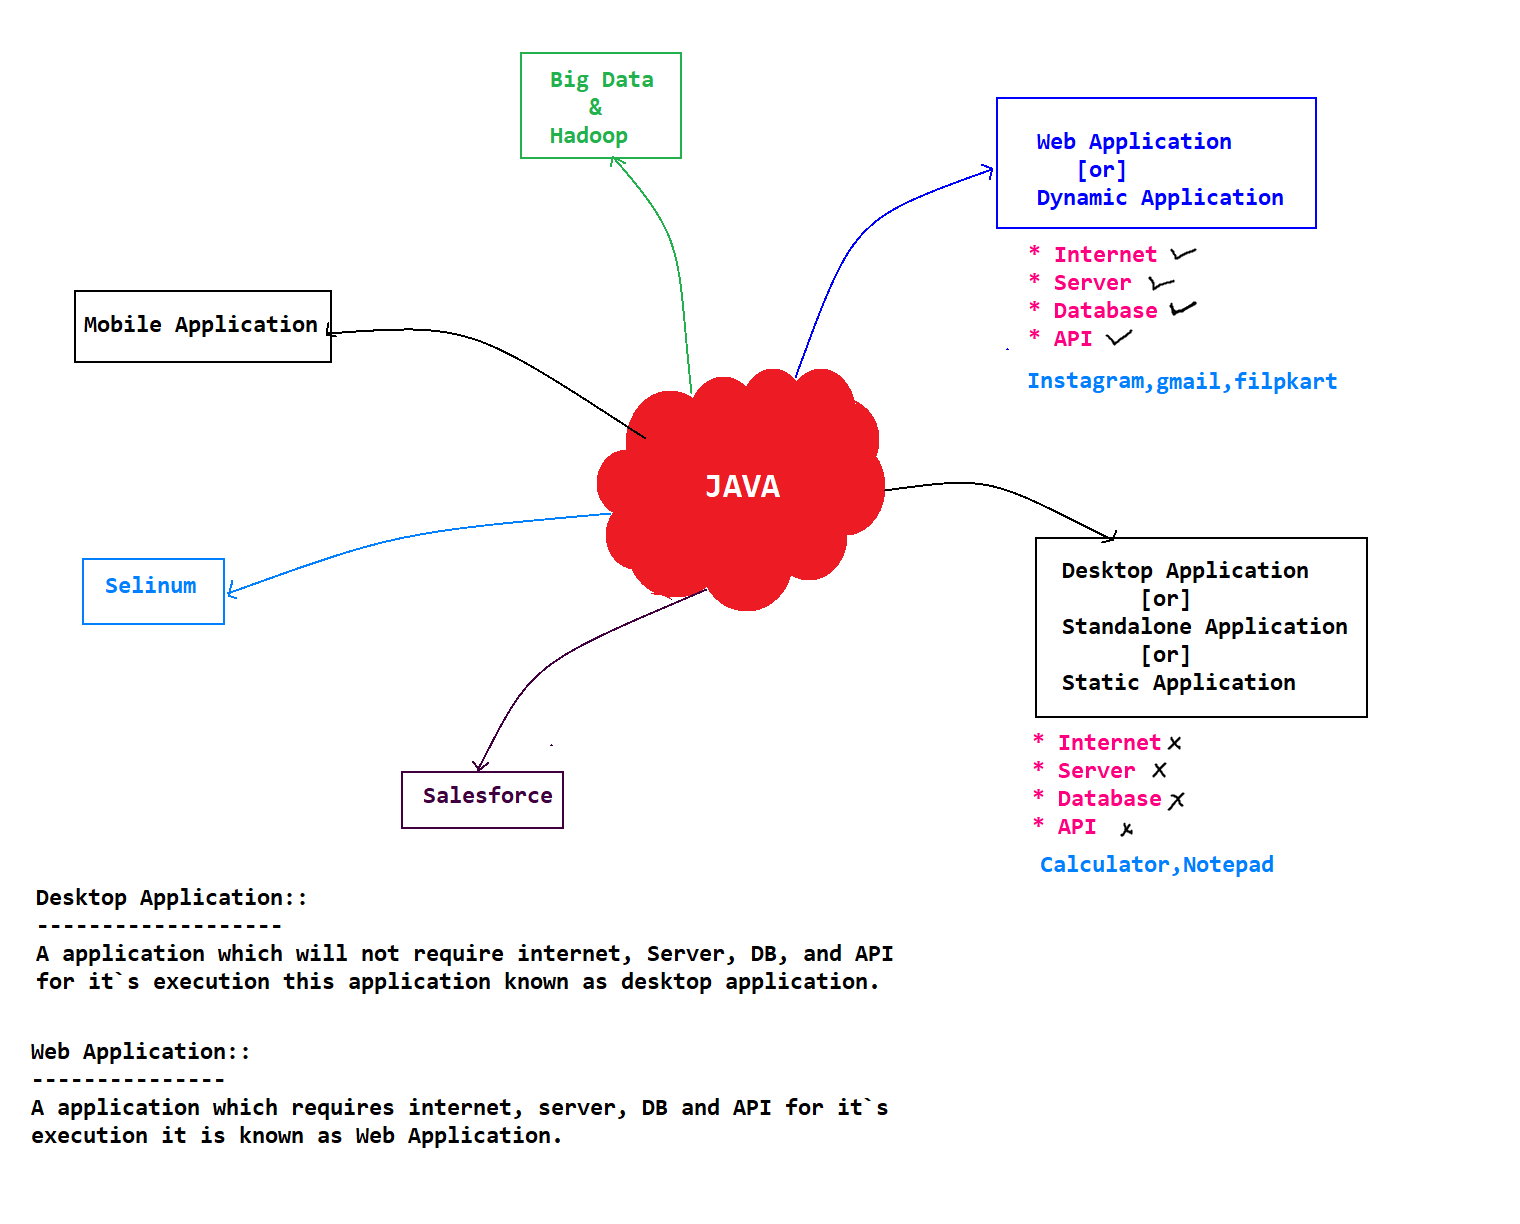 Big Data
&
Hadoop
Web Application
[or]
Dynamic Application
* Internet
* Server
* Database
* API
Instagram,gmail,filpkart
Mobile Application
JAVA
Selinum
Desktop Application
[or]
Standalone Application
[or]
Static Application
* Internet
* Server
* Database
* API
Calculator,Notepad
Salesforce
Desktop Application::
-------------------
A application which will not require internet, Server, DB, and API
for it`s execution this application known as desktop application.
Web Application::
---------------
A application which requires internet, server, DB and API for it`s
execution it is known as Web Application.